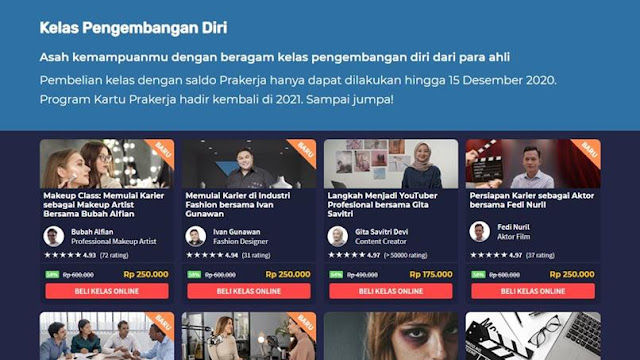 Kelas Pengembangan Diri
Asah kemampuanmu dengan beragam kelas pengembangan diri dari para ahli
Pembelian kelas dengan saldo Prakerja hanya dapat dilakukan hingga 15 Desember 2020.
Program Kartu Prakerja hadir kembali di 2021. Sampai jumpa!
BARU
Makeup Class: Memulai Karier
sebagai Makeup Artist
Bersama Bubah Alfian
Bubah Alfian
Professional Makeup Artist
★★★★★ 4.93 (72 rating)
58% Rp 600.000 Rp 250.000
BELI KELAS ONLINE
BARU
Memulai Karier di Industri
Fashion bersama Ivan
Gunawan
Ivan Gunawan
Fashion Designer
★★★★★ 4.94 (31 rating)
58% Rp 600.000 Rp 250.000
BELI KELAS ONLINE
Langkah Menjadi YouTuber
Profesional bersama Gita
Savitri
Gita Savitri Devi
Content Creator
★★★★★ 4.97 (> 50000 rating)
Rp 490.000 Rp 175.000
BELI KELAS ONLINE
BARU
Persiapan Karier sebagai Aktor
bersama Fedi Nuril
Fedi Nuril
Aktor Film
★★★★★ 4.97 (37 rating)
58% Rp 600.000 Rp 250.000
BELI KELAS ONLINE
BARU
BARU